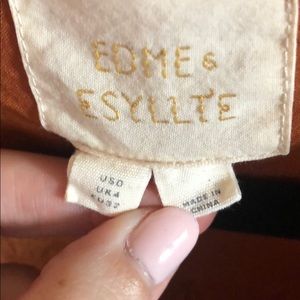 EDME &
ESYLLTE
US0
UK4
EU32
MADE IN
CHINA